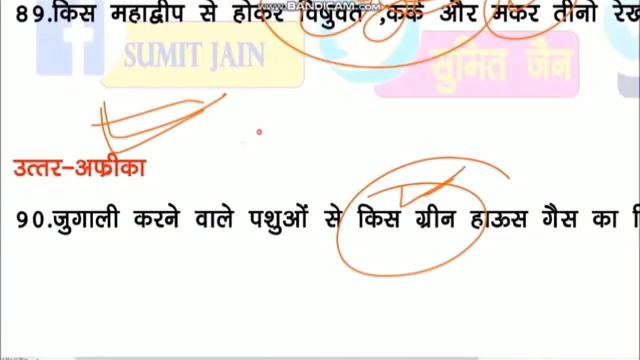 www.BANDICAM.com
89.किस महाद्वीप से होकर विषुवत ,कर्क और मकर तीनो
SUMIT JAIN
सुमित जैन
उत्तर-अफ्रीका
90.जुगाली करने वाले पशुओं से किस ग्रीन हाऊस गैस का